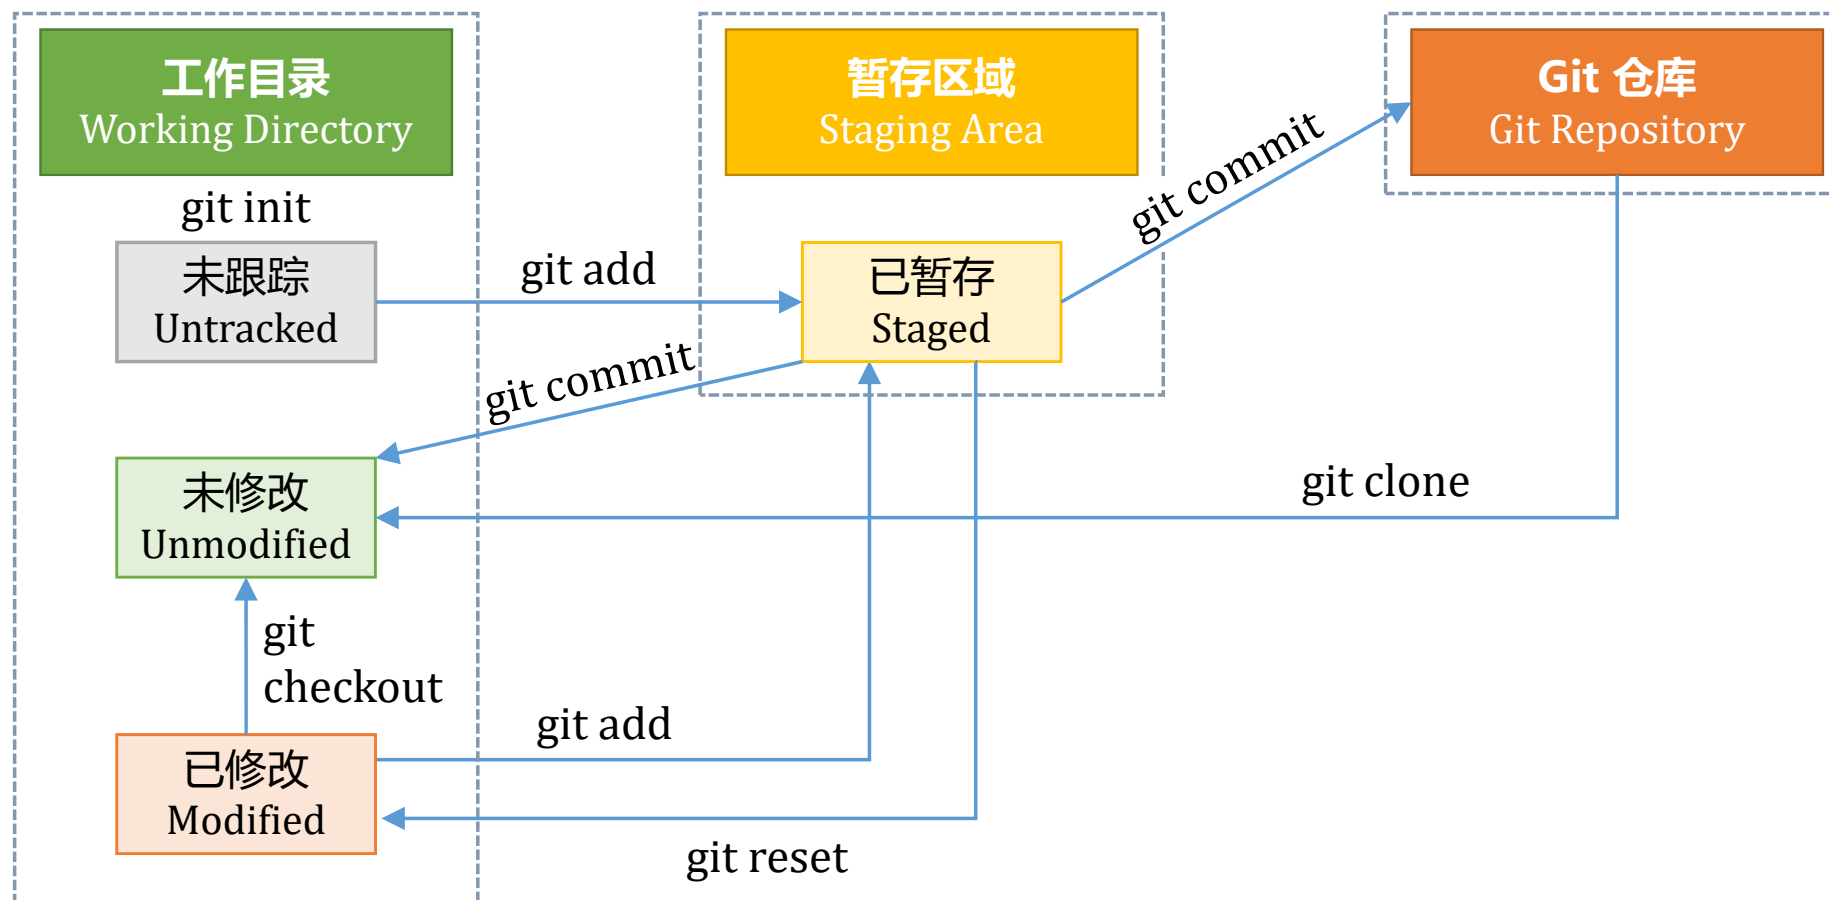 工作目录
Working Directory
暂存区域
Staging Area
Git 仓库
Git Repository
git init
未跟踪
Untracked
git add
已暂存
Staged
git commit
git commit
未修改
Unmodified
git clone
git
checkout
已修改
Modified
git add
git reset